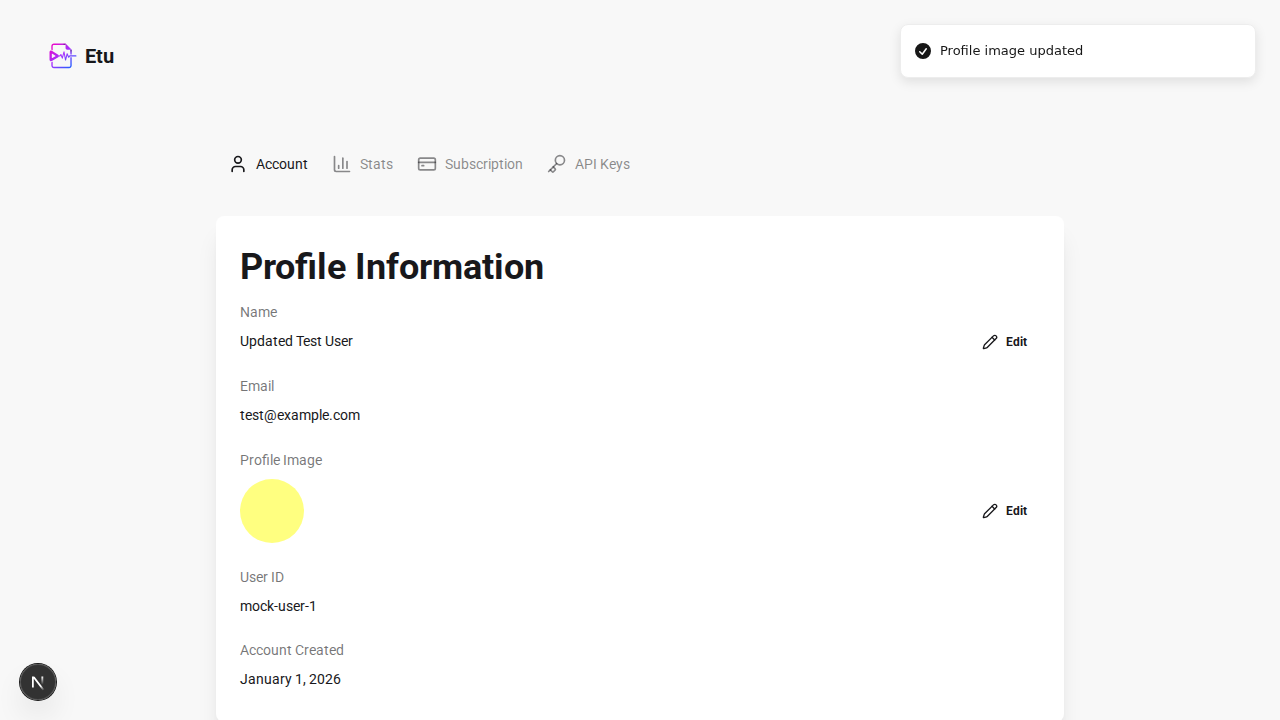 Etu
Profile image updated
Account
Stats
Subscription
API Keys
Profile Information
Name
Updated Test User
Edit
Email
test@example.com
Profile Image
Edit
User ID
mock-user-1
Account Created
January 1, 2026
N